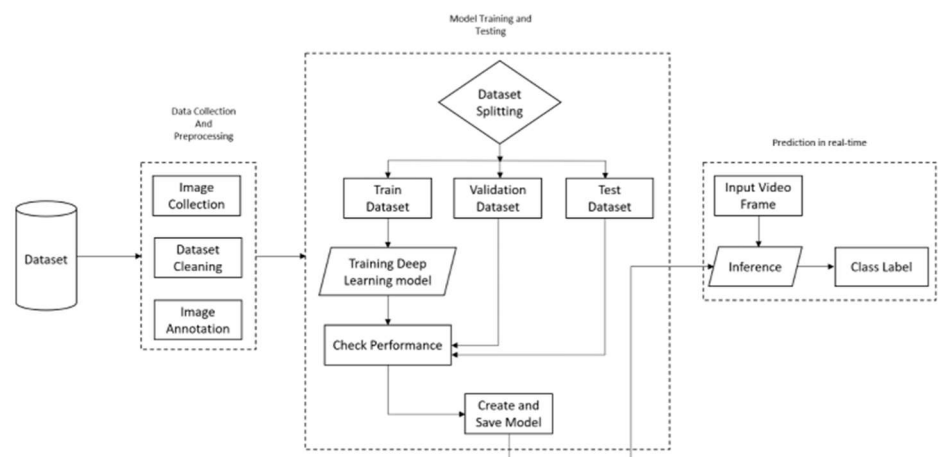 Model Training and
Testing
Data Collection
And
Preprocessing
Prediction in real-time
Dataset
Image
Collection
Dataset
Cleaning
Image
Annotation
Dataset
Splitting
Train
Dataset
Validation
Dataset
Test
Dataset
Training Deep
Learning model
Check Performance
Create and
Save Model
Input Video
Frame
Inference
Class Label